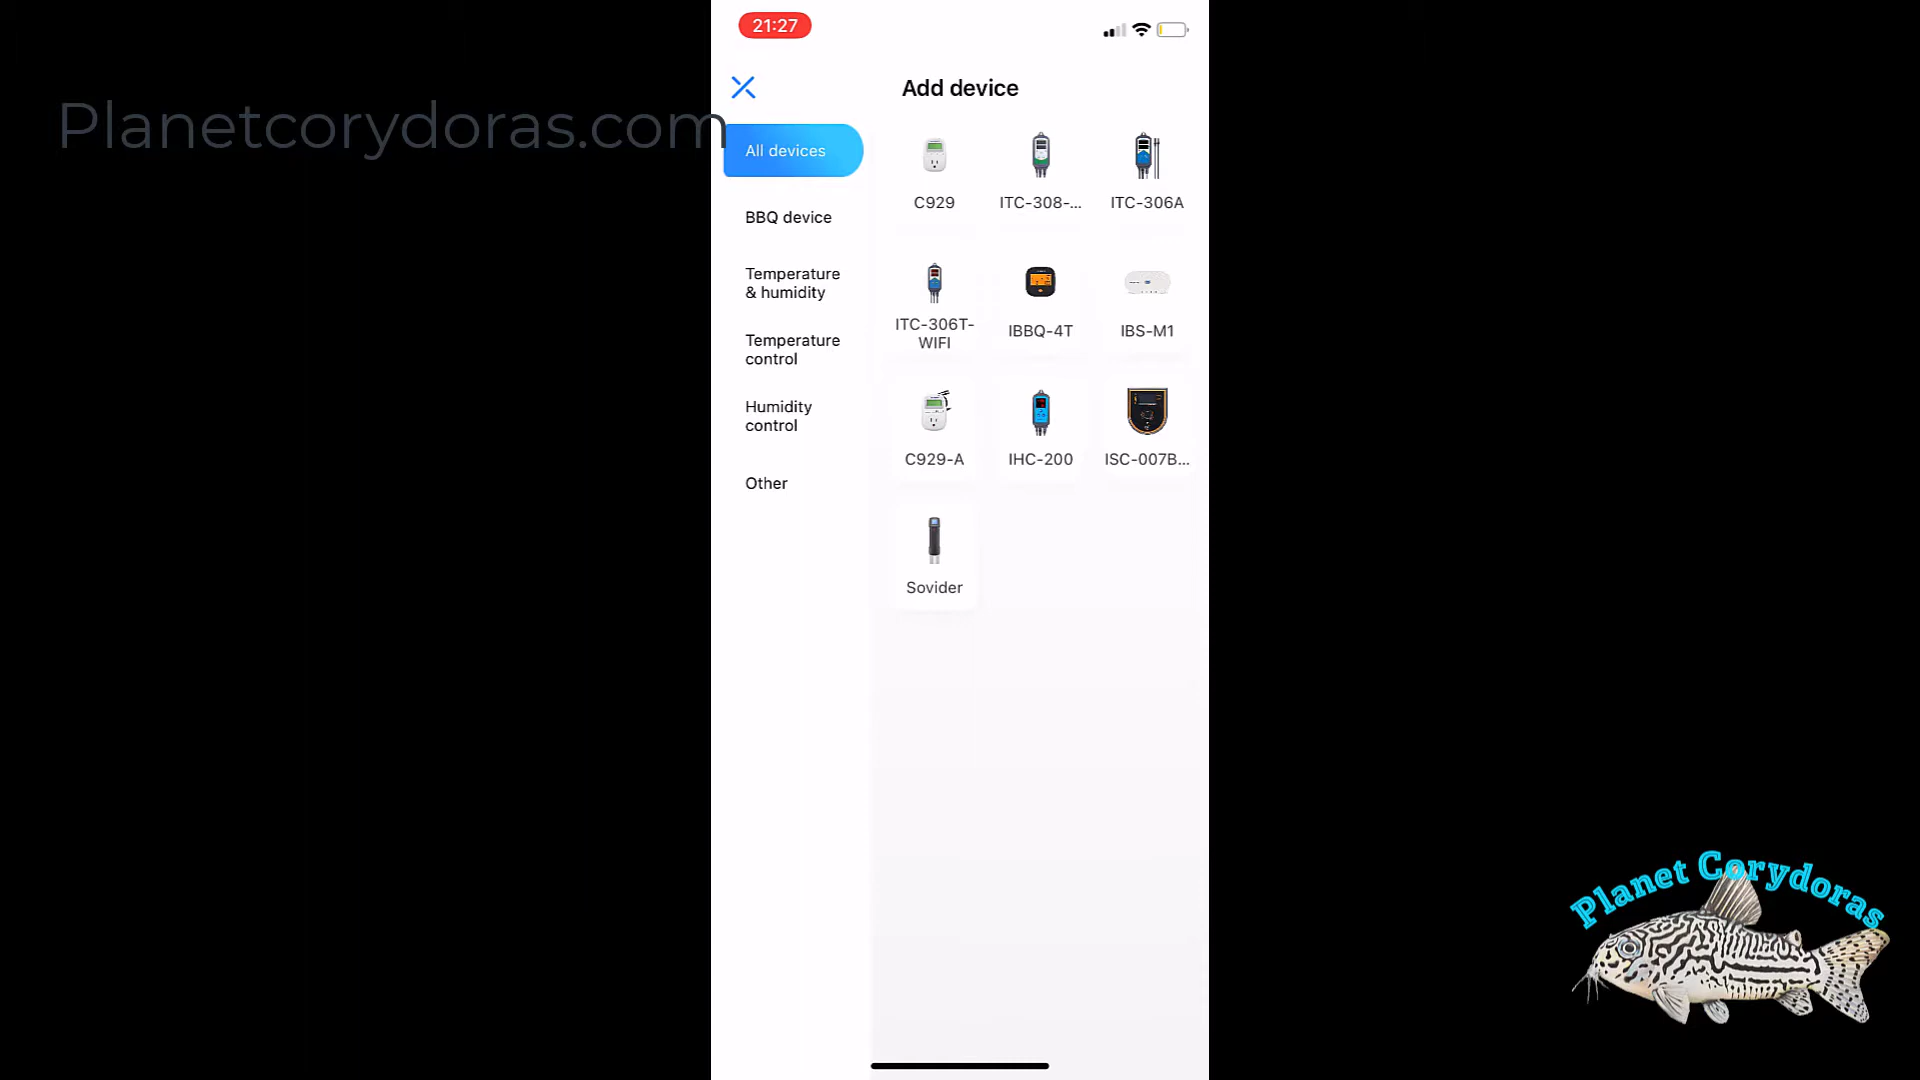 21:27
Planetcorydoras.com
Add device
All devices
BBQ device
Temperature
& humidity
Temperature
control
Humidity
control
Other
C929
ITC-308-...
ITC-306A
ITC-306T-
WIFI
IBBQ-4T
IBS-M1
C929-A
IHC-200
ISC-007B...
Sovider
Planet Corydoras